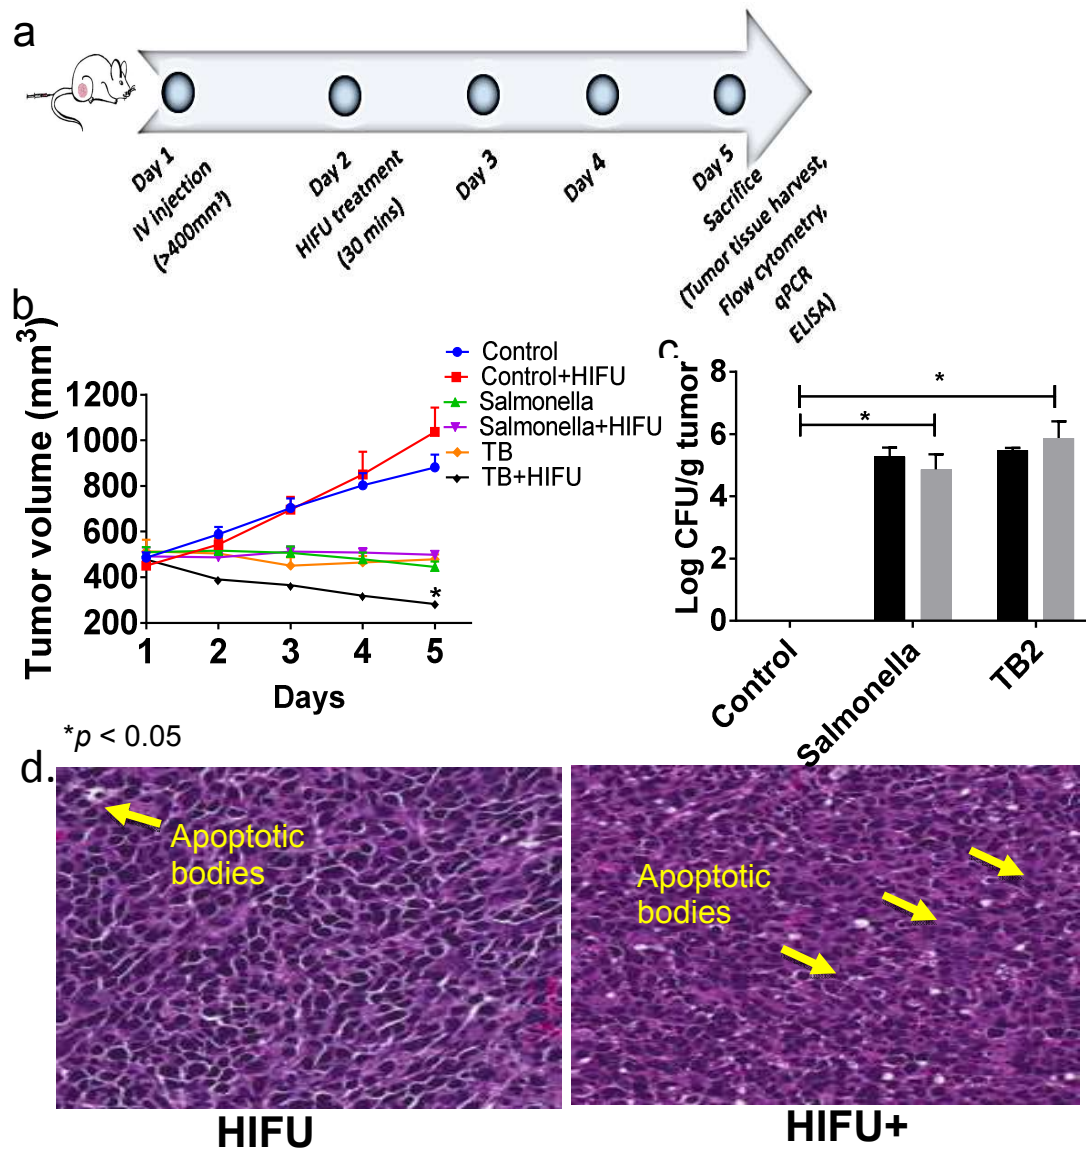 a
Day 1
IV injection
(>400mm³)
Day 2
HIFU treatment
(30 mins)
Day 3
Day 4
Day 5
Sacrifice
(Tumor tissue harvest,
Flow cytometry,
qPCR
ELISA)
b
Tumor volume (mm³)
1200
1000
800
600
400
200
1 2 3 4 5
Days
*
Control
Control+HIFU
Salmonella
Salmonella+HIFU
TB
TB+HIFU
*p < 0.05
c
Log CFU/g tumor
8
6
4
2
0
*
*
Control
Salmonella
TB2
d.
Apoptotic
bodies
HIFU
Apoptotic
bodies
HIFU+